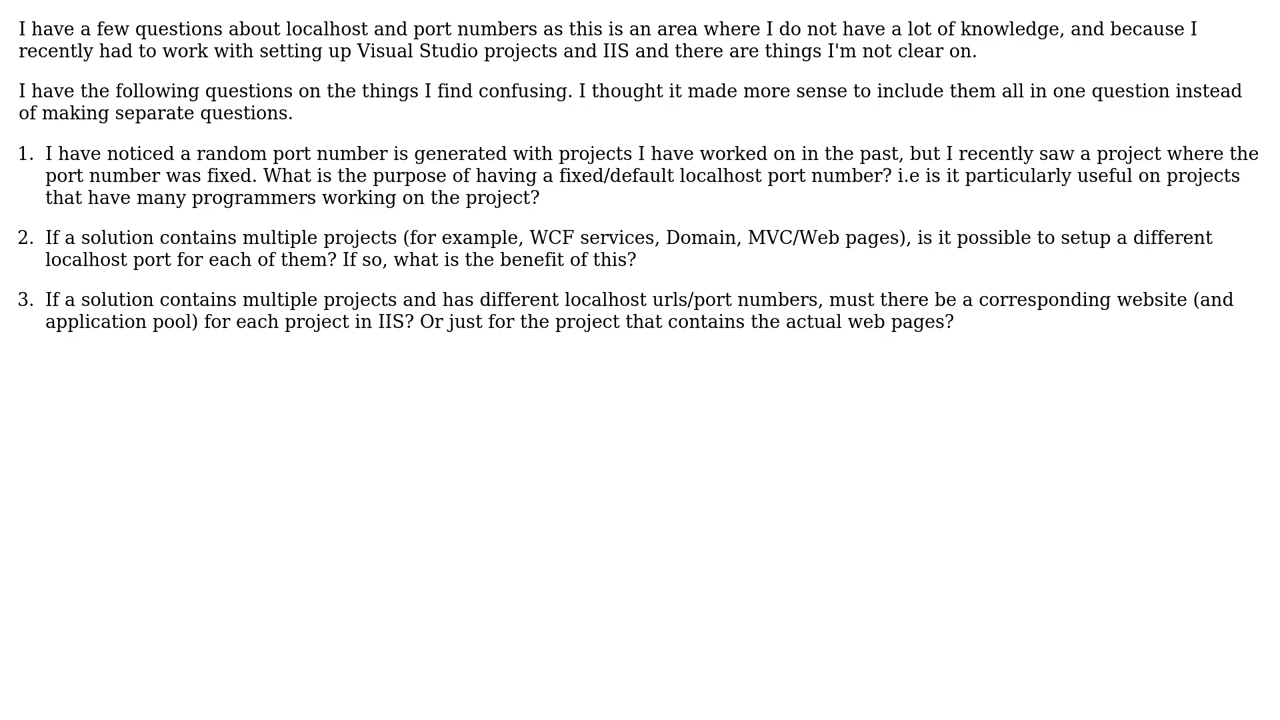 I have a few questions about localhost and port numbers as this is an area where I do not have a lot of knowledge, and because I
recently had to work with setting up Visual Studio projects and IIS and there are things I'm not clear on.
I have the following questions on the things I find confusing. I thought it made more sense to include them all in one question instead
of making separate questions.
1. I have noticed a random port number is generated with projects I have worked on in the past, but I recently saw a project where the
port number was fixed. What is the purpose of having a fixed/default localhost port number? i.e is it particularly useful on projects
that have many programmers working on the project?
2. If a solution contains multiple projects (for example, WCF services, Domain, MVC/Web pages), is it possible to setup a different
localhost port for each of them? If so, what is the benefit of this?
3. If a solution contains multiple projects and has different localhost urls/port numbers, must there be a corresponding website (and
application pool) for each project in IIS? Or just for the project that contains the actual web pages?